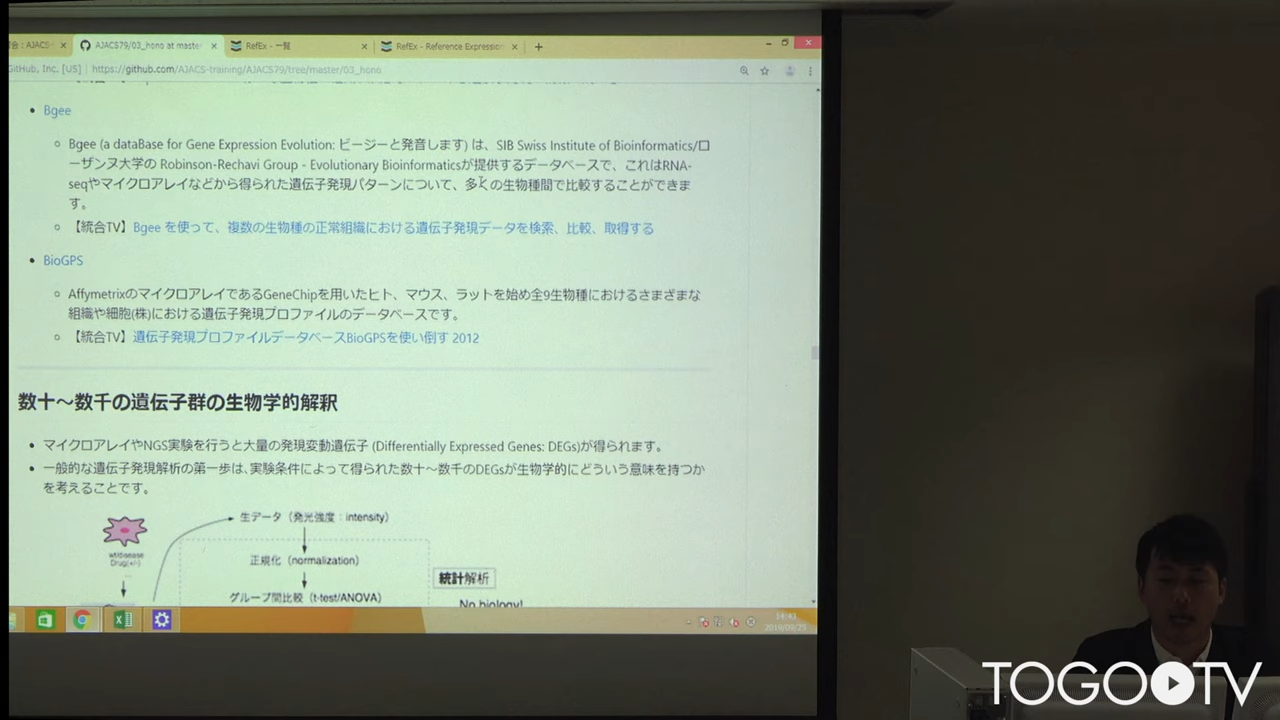 AJACS
AJACS79/03_hono at master
RefEx - 一覧
RefEx - Reference Expression
GitHub, Inc. [US] | https://github.com/AJACS-training/AJACS79/tree/master/03_hono
Bgee
Bgee (a dataBase for Gene Expression Evolution: ビージーと発音します) は、SIB Swiss Institute of Bioinformatics/ロ
ーザンヌ大学の Robinson-Rechavi Group - Evolutionary Bioinformaticsが提供するデータベースで、これはRNA-
seqやマイクロアレイなどから得られた遺伝子発現パターンについて、多くの生物種間で比較することができま
す。
【統合TV】Bgee を使って、複数の生物種の正常組織における遺伝子発現データを検索、比較、取得する
BioGPS
AffymetrixのマイクロアレイであるGeneChipを用いたヒト、マウス、ラットを始め全9生物種におけるさまざまな
組織や細胞(株)における遺伝子発現プロファイルのデータベースです。
【統合TV】遺伝子発現プロファイルデータベースBioGPSを使い倒す 2012
数十〜数千の遺伝子群の生物学的解釈
マイクロアレイやNGS実験を行うと大量の発現変動遺伝子 (Differentially Expressed Genes: DEGs)が得られます。
一般的な遺伝子発現解析の第一歩は、実験条件によって得られた数十〜数千のDEGsが生物学的にどういう意味を持つか
を考えることです。
生データ（発光強度：intensity）
wt/disease
Drug(+/-)
正規化（normalization）
統計解析
グループ間比較（t-test/ANOVA）
No biology!
2019/09/25
TOGO TV